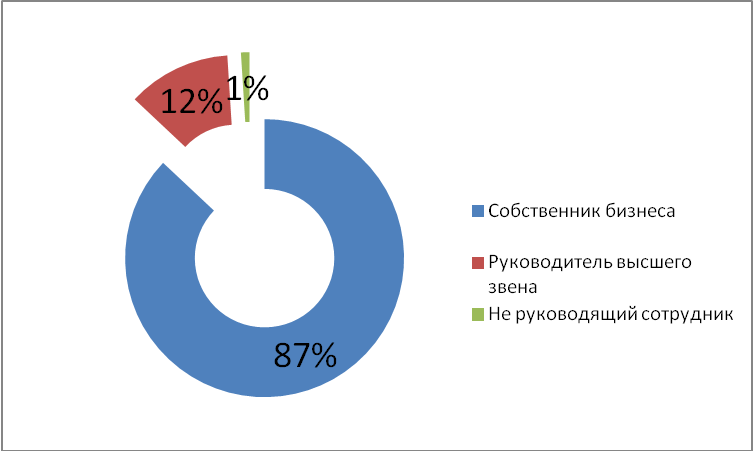 12%
1%
87%
Собственник бизнеса
Руководитель высшего
звена
Не руководящий сотрудник